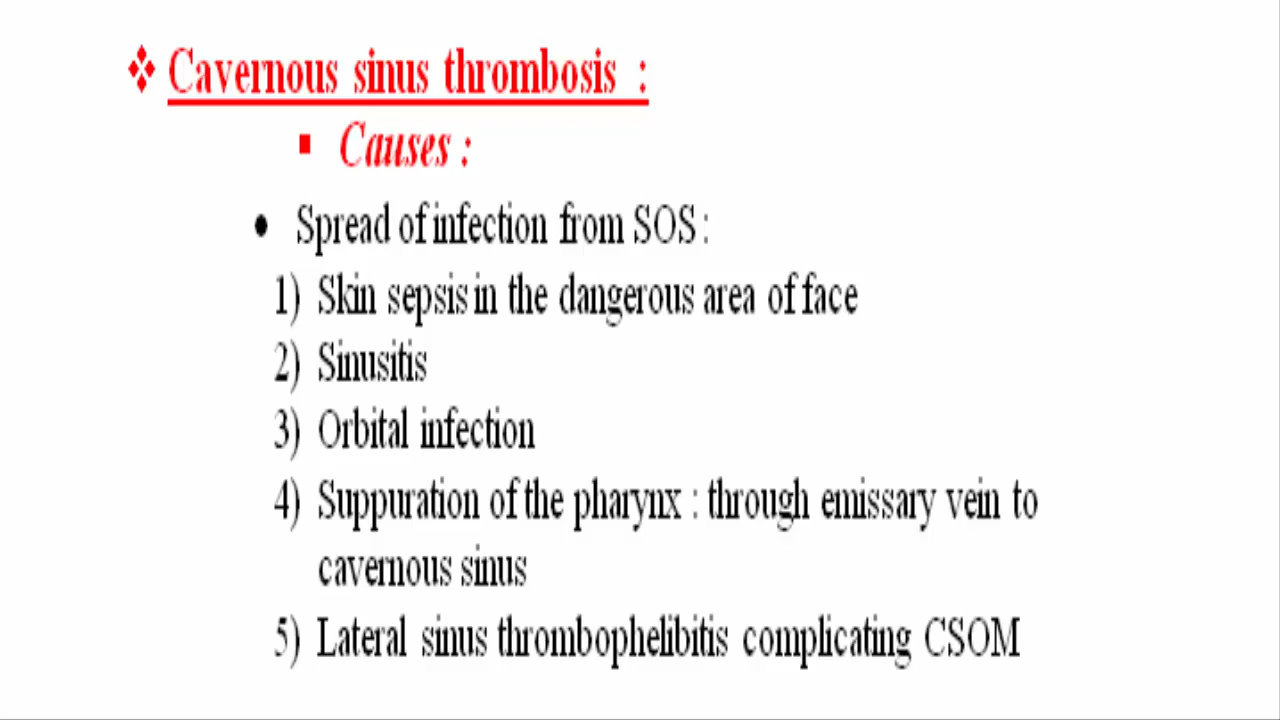 ❖ Cavernous sinus thrombosis :
▪ Causes :
• Spread of infection from SOS :
1) Skin sepsis in the dangerous area of face
2) Sinusitis
3) Orbital infection
4) Suppuration of the pharynx : through emissary vein to
cavernous sinus
5) Lateral sinus thrombophelibitis complicating CSOM